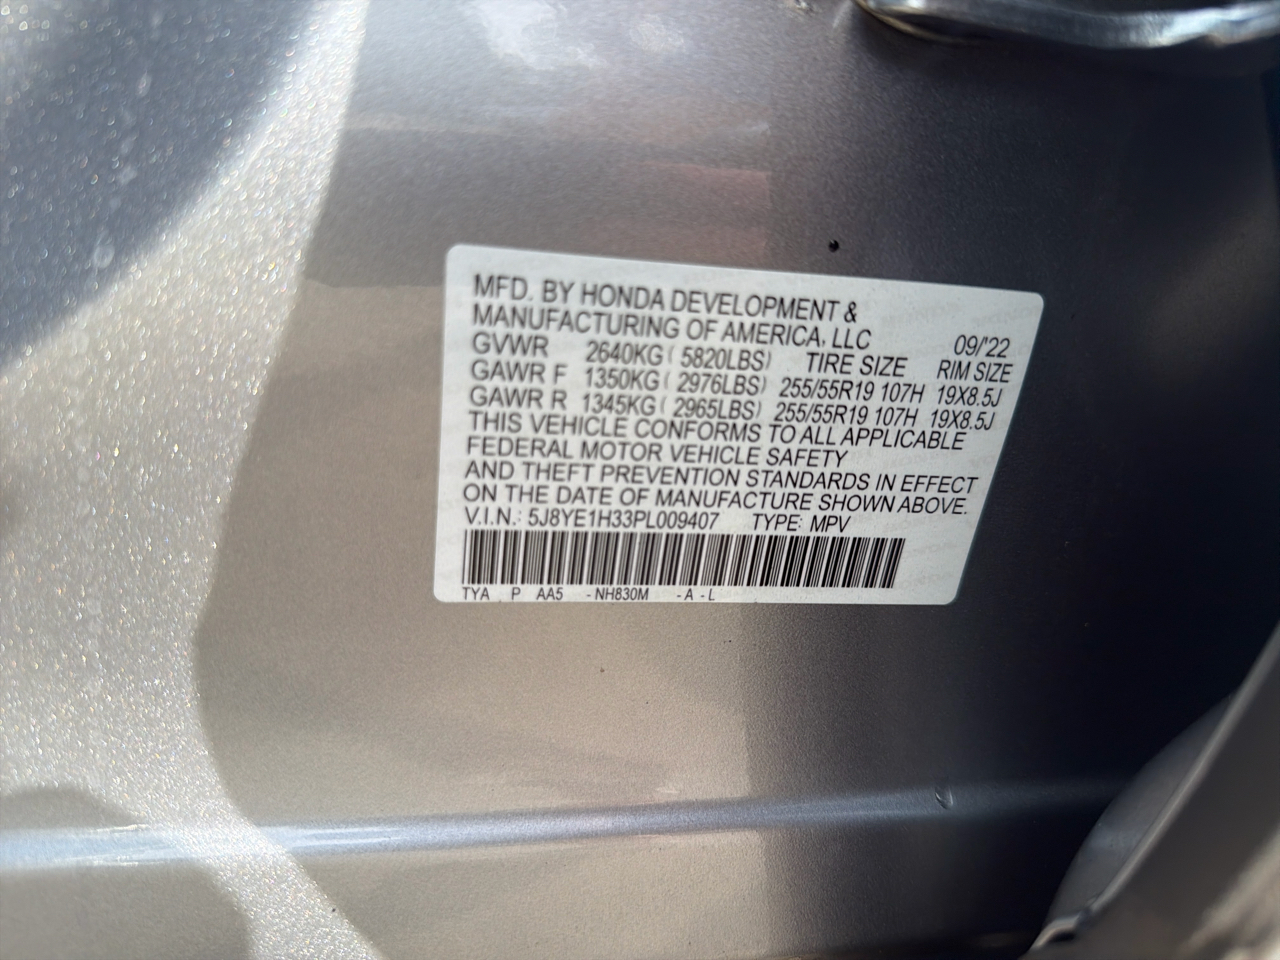 MFD. BY HONDA DEVELOPMENT &
MANUFACTURING OF AMERICA, LLC 09/'22
GVWR 2640KG ( 5820LBS) TIRE SIZE RIM SIZE
GAWR F 1350KG ( 2976LBS) 255/55R19 107H 19X8.5J
GAWR R 1345KG ( 2965LBS) 255/55R19 107H 19X8.5J
THIS VEHICLE CONFORMS TO ALL APPLICABLE
FEDERAL MOTOR VEHICLE SAFETY
AND THEFT PREVENTION STANDARDS IN EFFECT
ON THE DATE OF MANUFACTURE SHOWN ABOVE.
V.I.N.: 5J8YE1H33PL009407 TYPE: MPV
TYA P AA5 - NH830M - A - L